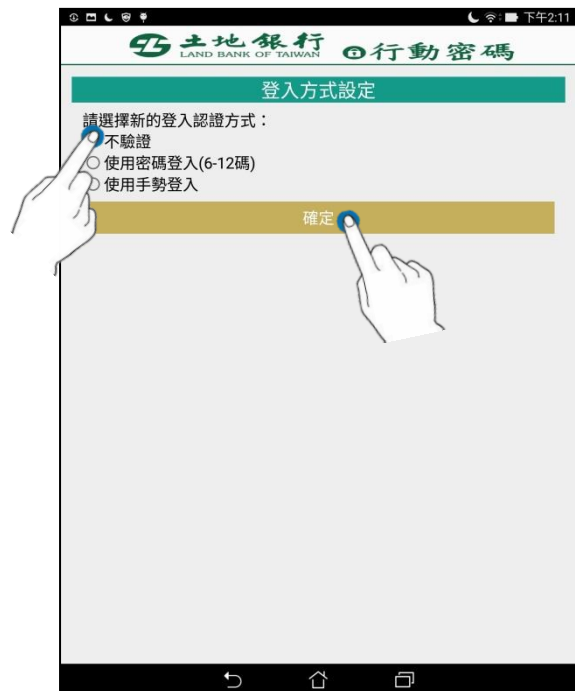 下午2:11
土地銀行
LAND BANK OF TAIWAN
行動密碼
登入方式設定
請選擇新的登入認證方式：
不驗證
使用密碼登入(6-12碼)
使用手勢登入
確定